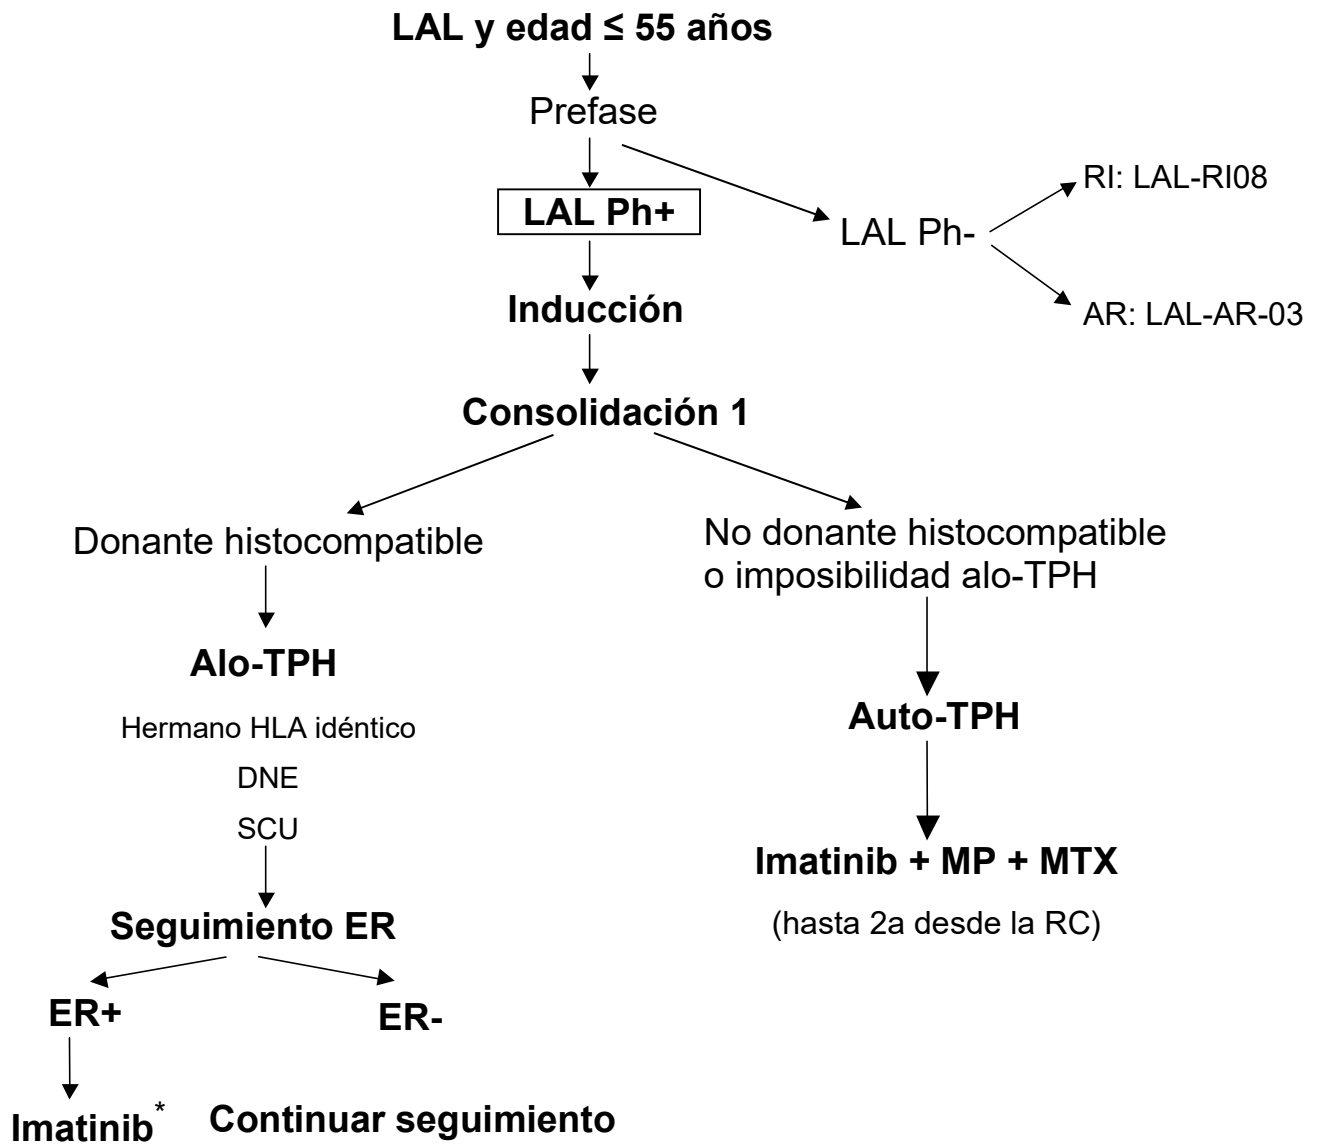 LAL y edad ≤ 55 años
Prefase
RI: LAL-RI08
LAL Ph+
LAL Ph-
Inducción
AR: LAL-AR-03
Consolidación 1
Donante histocompatible
No donante histocompatible
o imposibilidad alo-TPH
Alo-TPH
Hermano HLA idéntico
DNE
SCU
Auto-TPH
Imatinib + MP + MTX
(hasta 2a desde la RC)
Seguimiento ER
ER+
ER-
Imatinib*
Continuar seguimiento